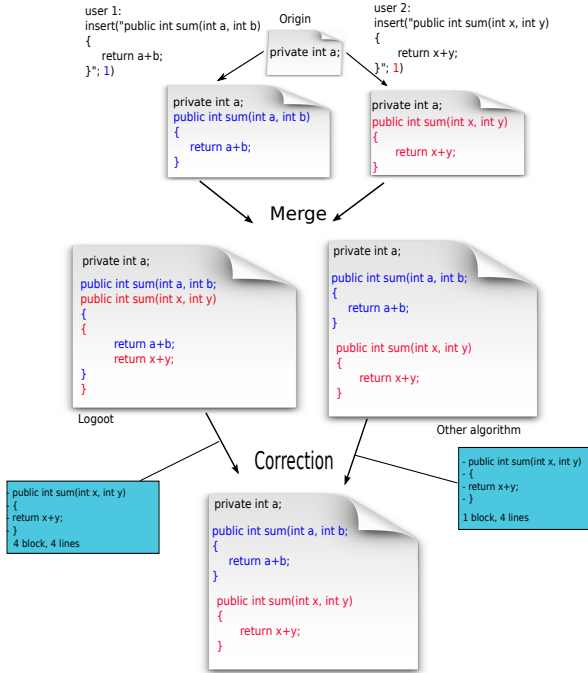 user 1:
insert("public int sum(int a, int b)
{
return a+b;
}"; 1)
Origin
private int a;
user 2:
insert("public int sum(int x, int y)
{
return x+y;
}"; 1)
private int a;
public int sum(int a, int b)
{
return a+b;
}
private int a;
public int sum(int x, int y)
{
return x+y;
}
Merge
private int a;
public int sum(int a, int b;
public int sum(int x, int y)
{
{
return a+b;
return x+y;
}
}
Logoot
private int a;
public int sum(int a, int b;
{
return a+b;
}
public int sum(int x, int y)
{
return x+y;
}
Other algorithm
Correction
- public int sum(int x, int y)
- {
- return x+y;
- }
4 block, 4 lines
- public int sum(int x, int y)
- {
- return x+y;
- }
1 block, 4 lines
private int a;
public int sum(int a, int b;
{
return a+b;
}
public int sum(int x, int y)
{
return x+y;
}